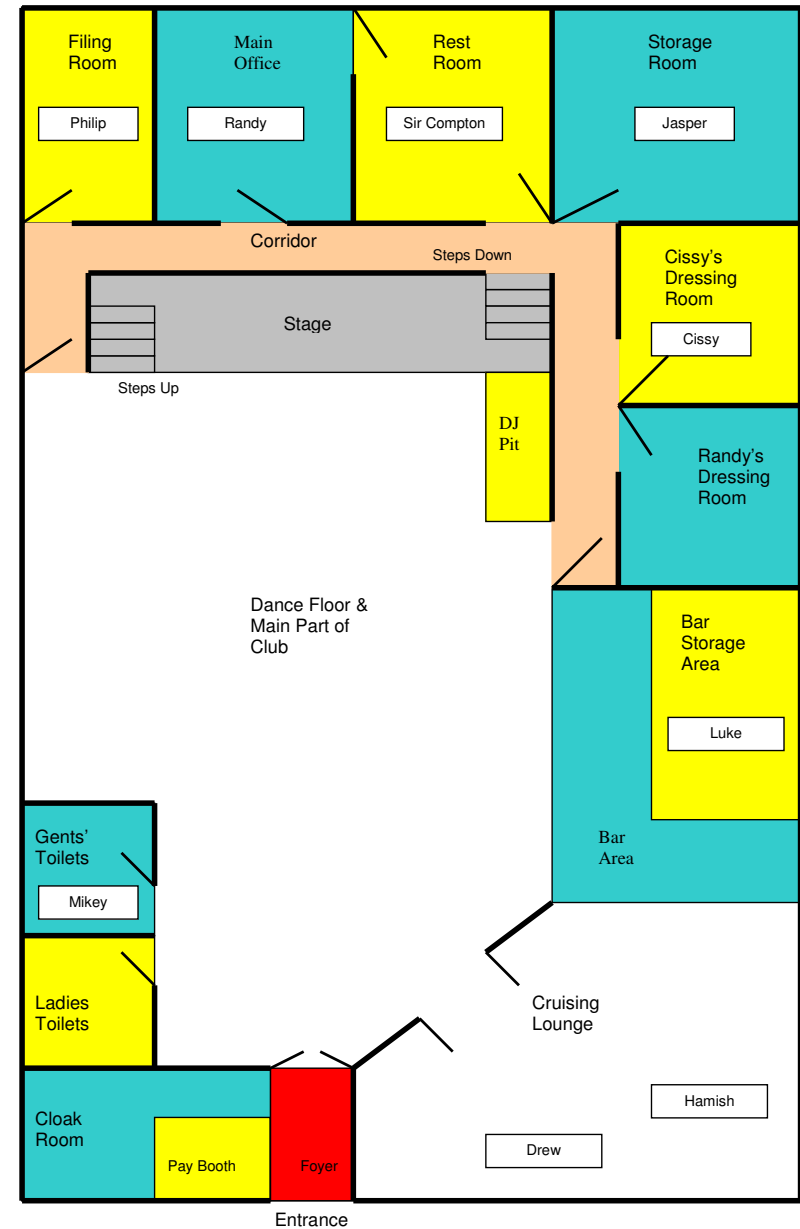 Filing
Room
Main
Office
Rest
Room
Storage
Room
Philip
Randy
Sir Compton
Jasper
Corridor
Steps Down
Cissy's
Dressing
Room
Stage
Cissy
Steps Up
DJ
Pit
Randy's
Dressing
Room
Dance Floor &
Main Part of
Club
Bar
Storage
Area
Luke
Gents'
Toilets
Bar
Area
Mikey
Ladies
Toilets
Cruising
Lounge
Hamish
Cloak
Room
Drew
Pay Booth
Foyer
Entrance